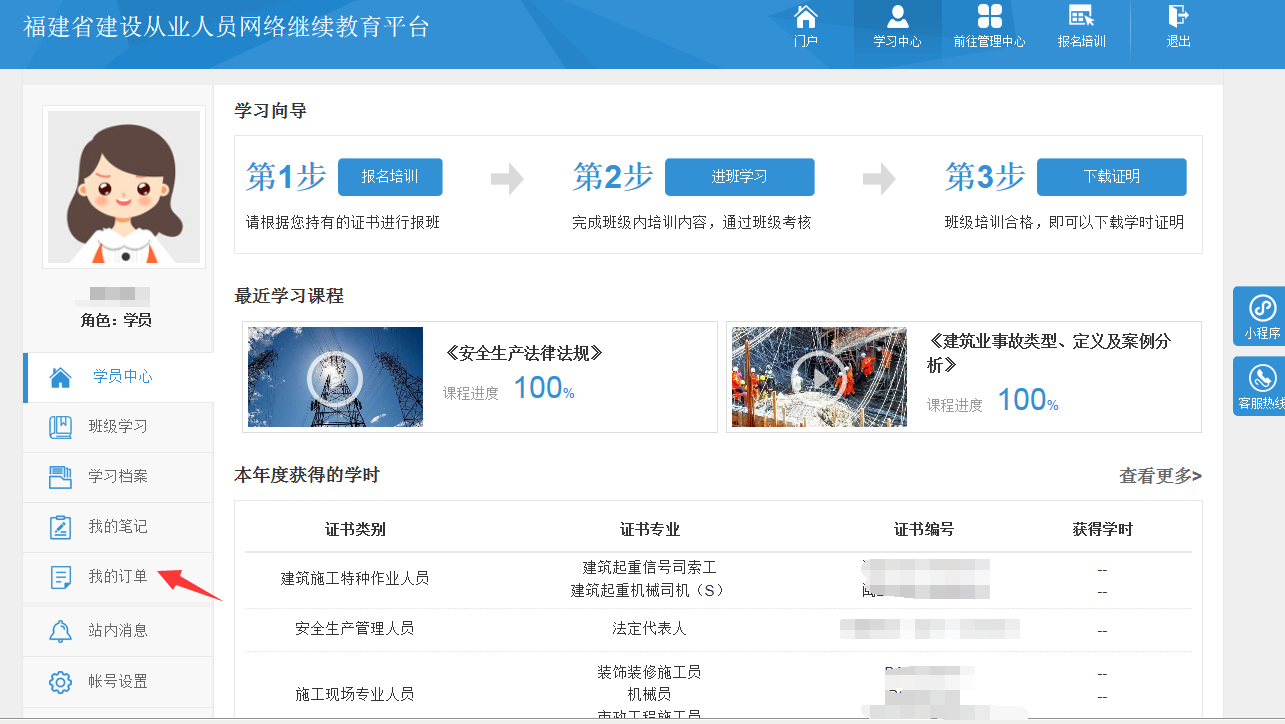 福建省建设从业人员网络继续教育平台
门户
学习中心
前往管理中心
报名培训
退出
角色：学员
学员中心
班级学习
学习档案
我的笔记
我的订单
站内消息
帐号设置
学习向导
第1步 报名培训
请根据您持有的证书进行报班
第2步 进班学习
完成班级内培训内容，通过班级考核
第3步 下载证明
班级培训合格，即可以下载学时证明
最近学习课程
《安全生产法律法规》
课程进度 100%
《建筑业事故类型、定义及案例分
析》
课程进度 100%
本年度获得的学时 查看更多>
证书类别 证书专业 证书编号 获得学时
建筑施工特种作业人员
建筑起重信号司索工 --
建筑起重机械司机（S） --
安全生产管理人员 法定代表人 --
施工现场专业人员
装饰装修施工员 --
机械员 --
市政工程施工员
小程序
客服热线